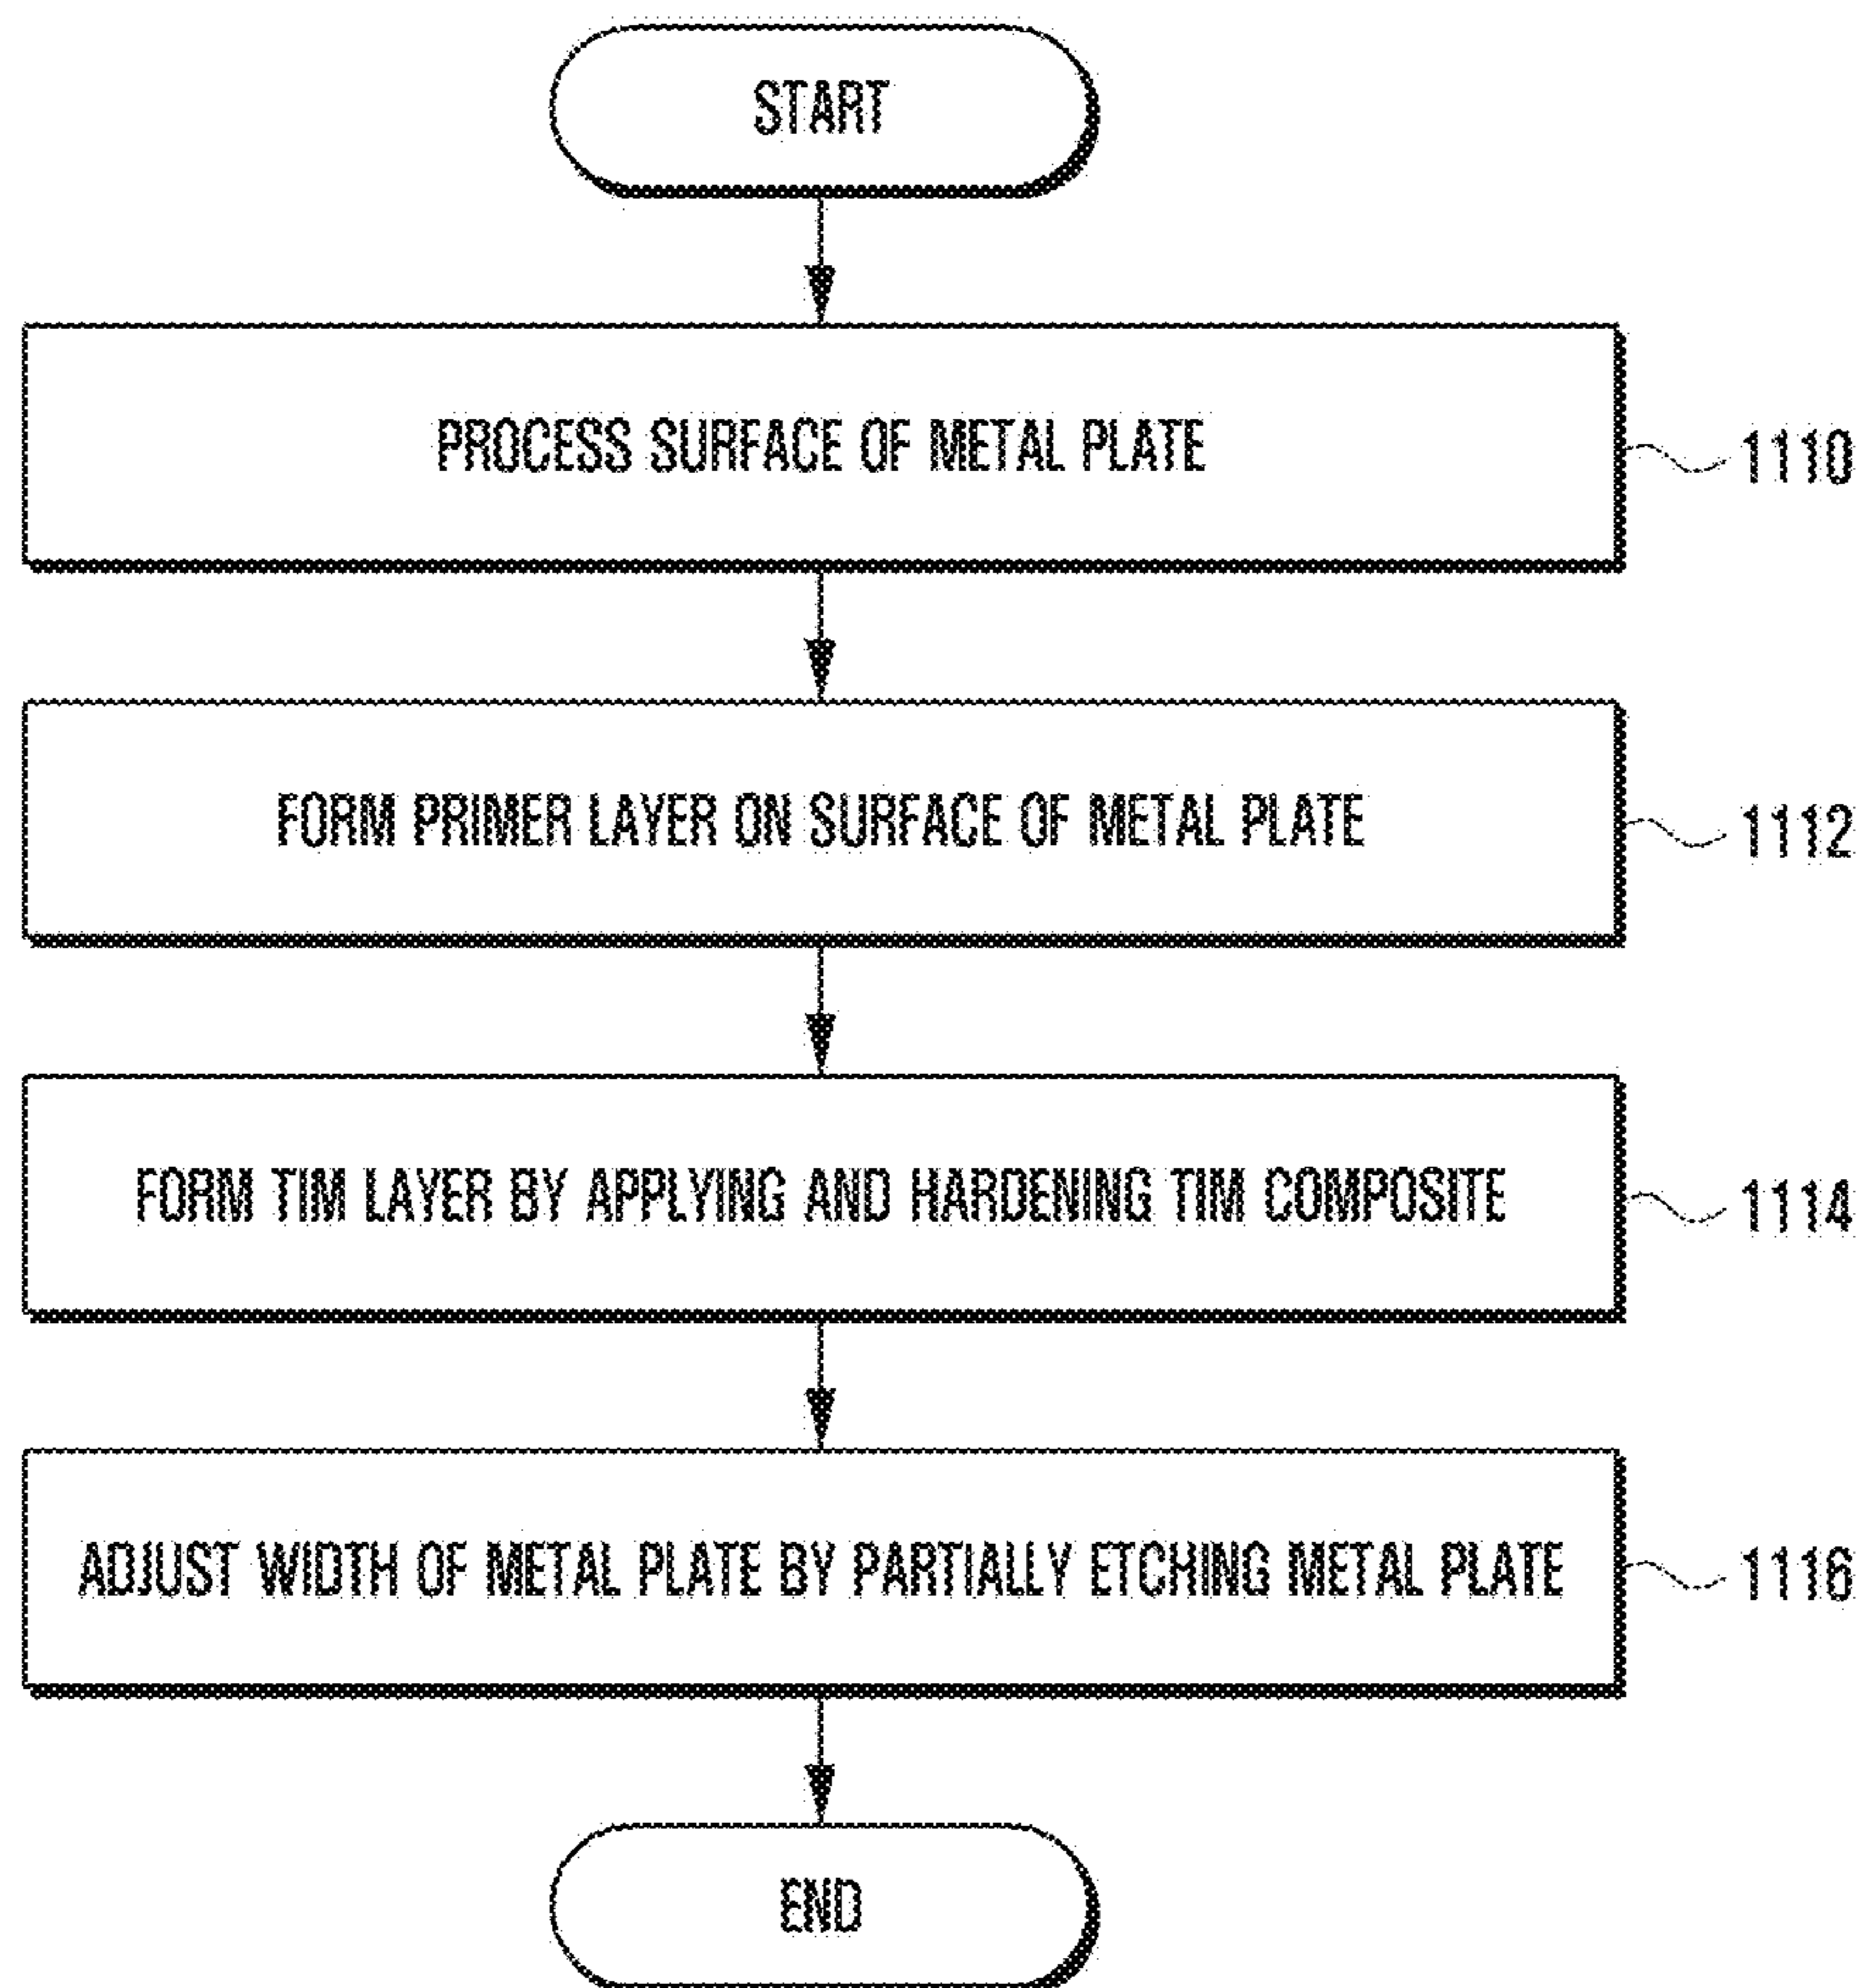 START
PROCESS SURFACE OF METAL PLATE
1110
FORM PRIMER LAYER ON SURFACE OF METAL PLATE
1112
FORM TIM LAYER BY APPLYING AND HARDENING TIM COMPOSITE
1114
ADJUST WIDTH OF METAL PLATE BY PARTIALLY ETCHING METAL PLATE
1116
END